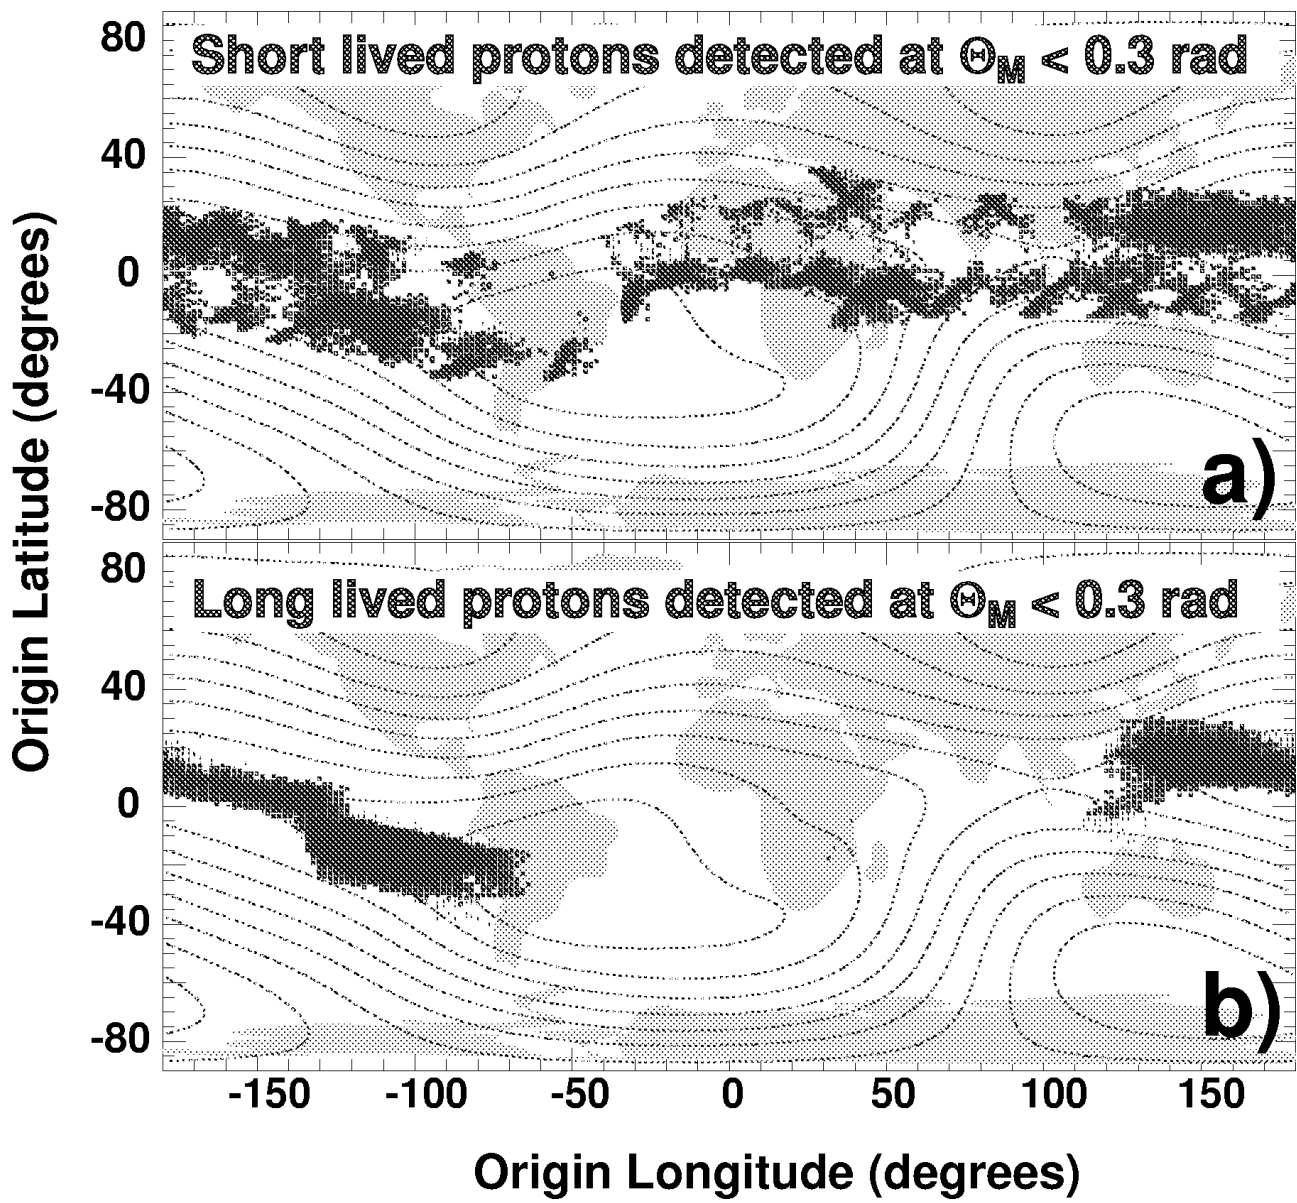 Short lived protons detected at Θ_M < 0.3 rad
80
40
0
-40
-80
a)
Long lived protons detected at Θ_M < 0.3 rad
80
40
0
-40
-80
b)
-150 -100 -50 0 50 100 150
Origin Longitude (degrees)
Origin Latitude (degrees)